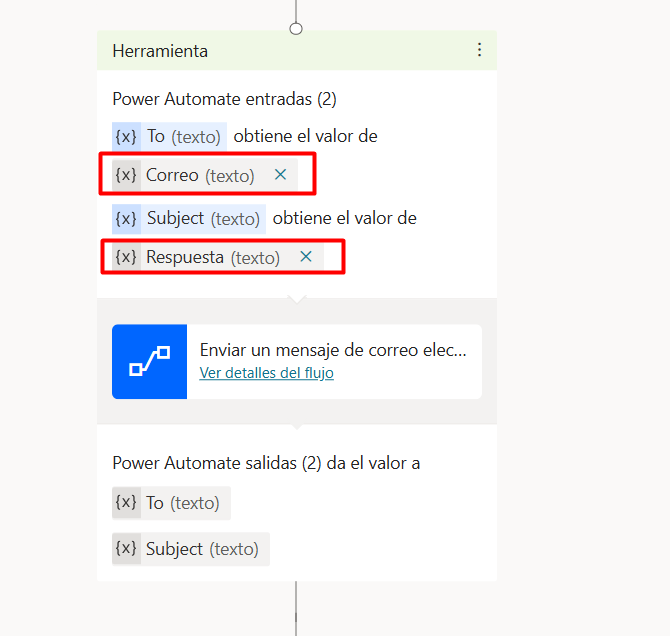 Herramienta
Power Automate entradas (2)
{x} To (texto) obtiene el valor de
{x} Correo (texto) ×
{x} Subject (texto) obtiene el valor de
{x} Respuesta (texto) ×
Enviar un mensaje de correo elec...
Ver detalles del flujo
Power Automate salidas (2) da el valor a
{x} To (texto)
{x} Subject (texto)